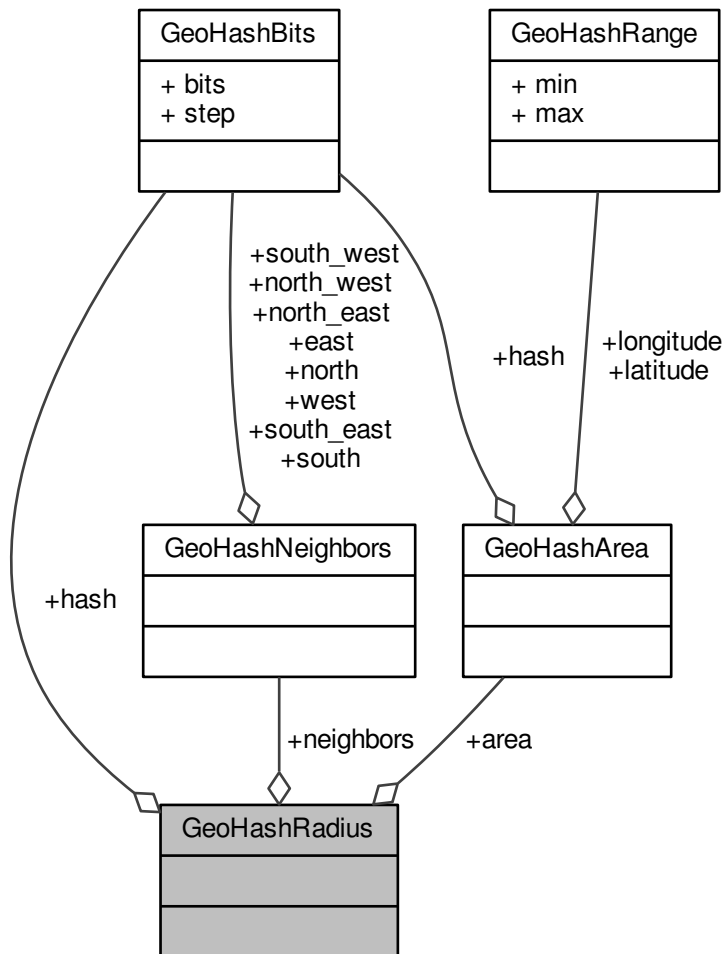 GeoHashBits
+ bits
+ step
GeoHashRange
+ min
+ max
+south_west
+north_west
+north_east
+east
+north
+west
+south_east
+south
+hash
+longitude
+latitude
GeoHashNeighbors
GeoHashArea
+hash
+neighbors
+area
GeoHashRadius